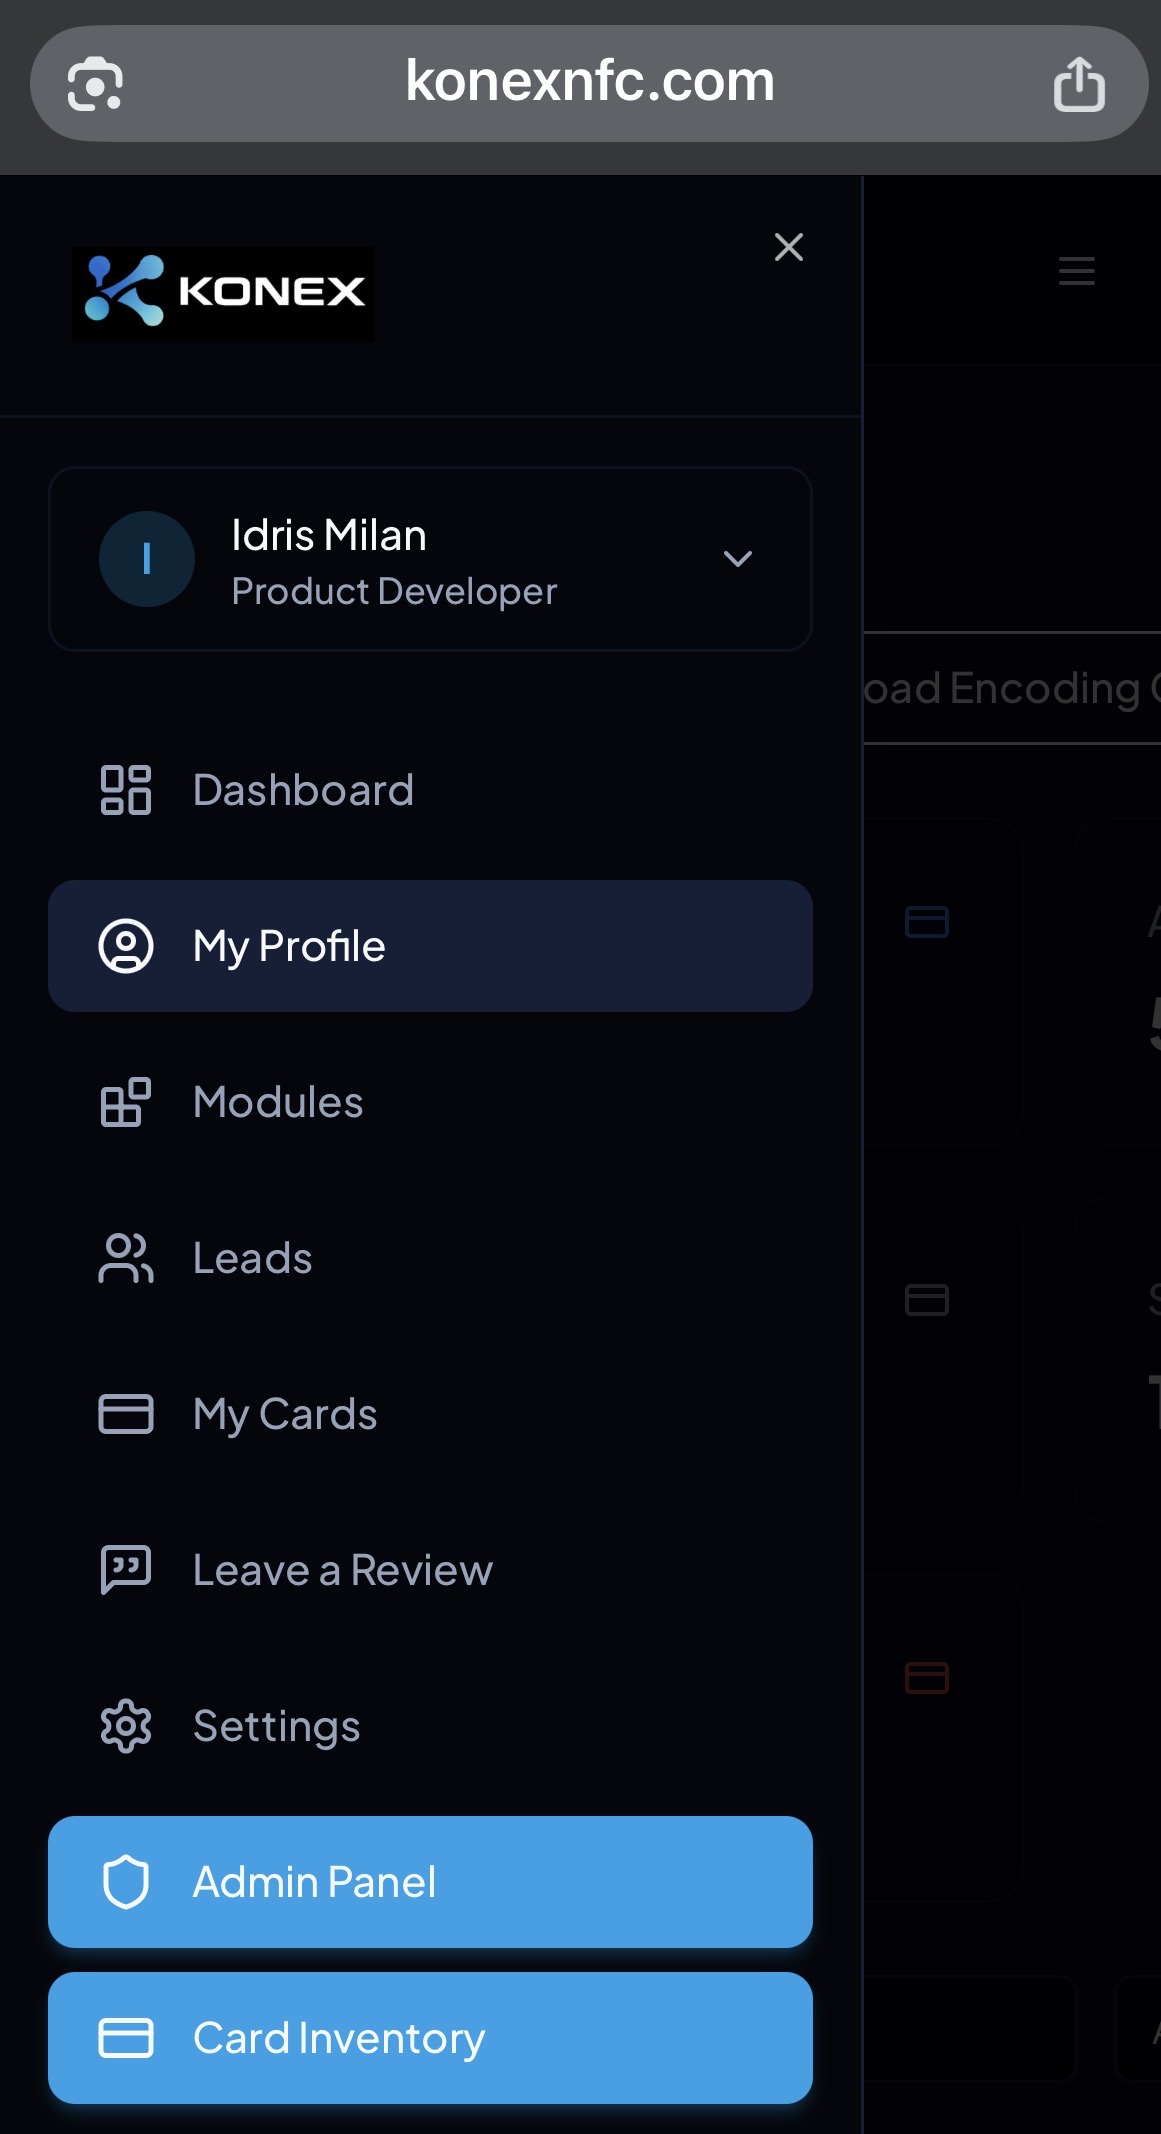 konexnfc.com
KONEX
I
Idris Milan
Product Developer
Dashboard
My Profile
Modules
Leads
My Cards
Leave a Review
Settings
Admin Panel
Card Inventory
Encoding